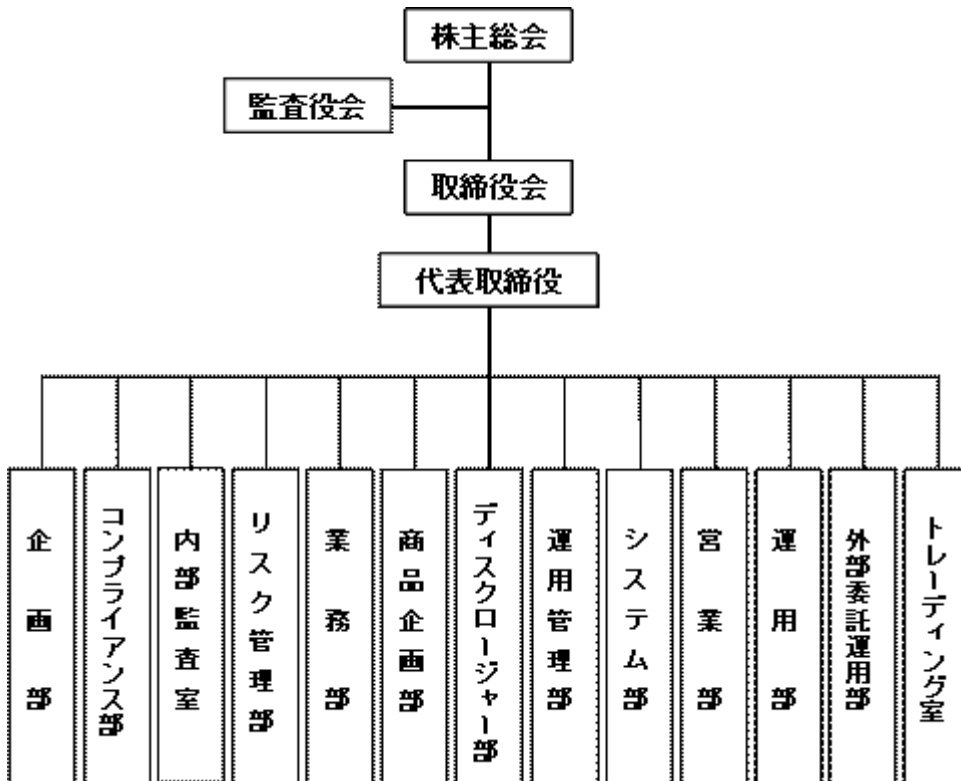 株主総会
監査役会
取締役会
代表取締役
企画部
コンプライアンス部
内部監査室
リスク管理部
業務部
商品企画部
ディスクロージャー部
運用管理部
システム部
営業部
運用部
外部委託運用部
トレーディング室